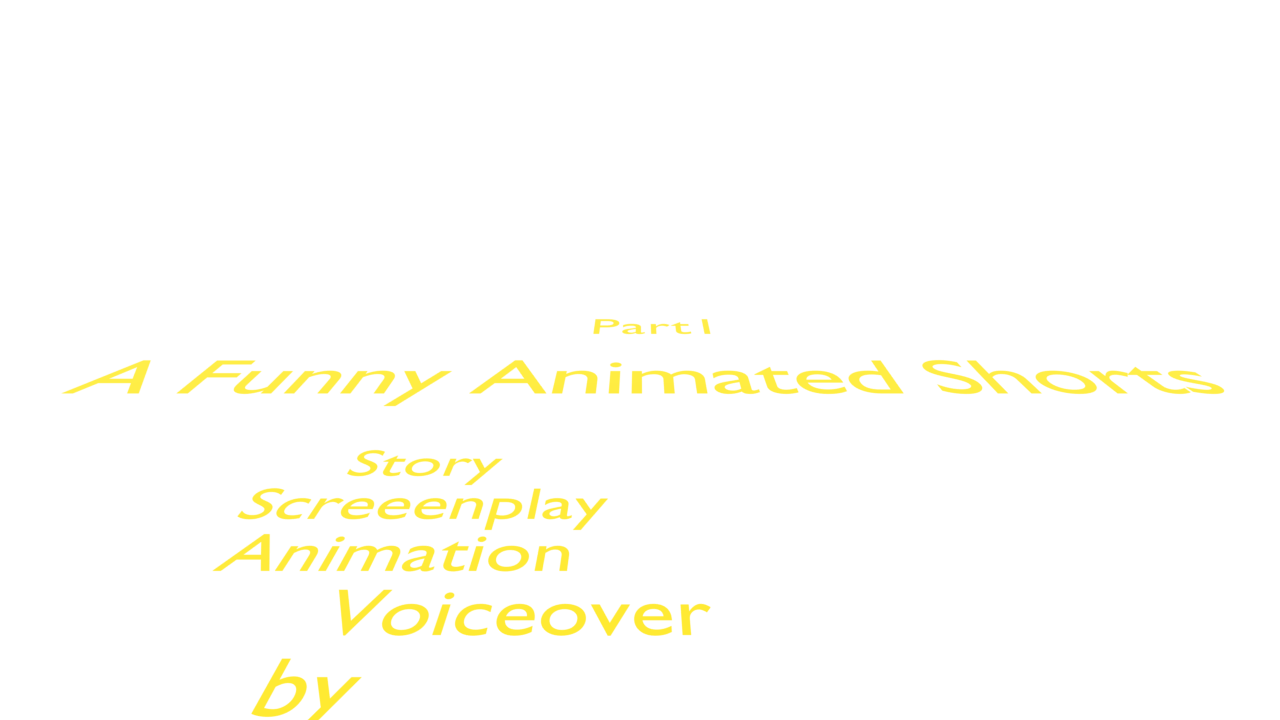 Part I
A Funny Animated Shorts
Story
Screeenplay
Animation
Voiceover
by